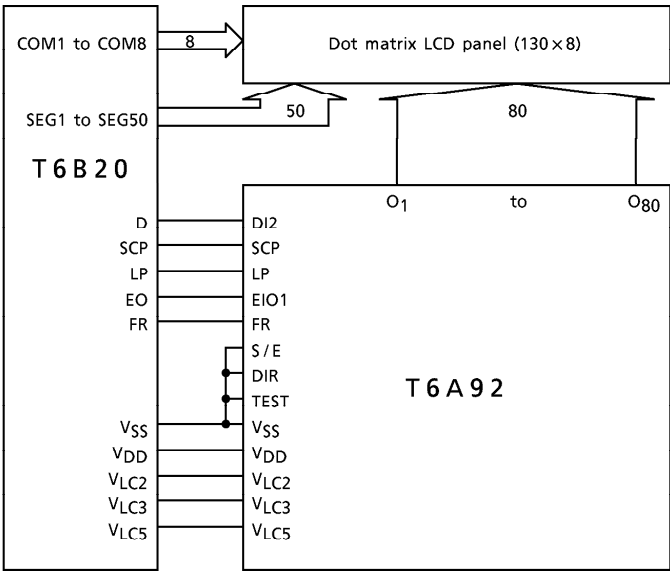 COM1 to COM8
8
Dot matrix LCD panel (130×8)
SEG1 to SEG50
50
80
T6B20
O1 to O80
D
DI2
SCP
SCP
LP
LP
EO
EIO1
FR
FR
S/E
DIR
TEST
T6A92
VSS
VSS
VDD
VDD
VLC2
VLC2
VLC3
VLC3
VLC5
VLC5